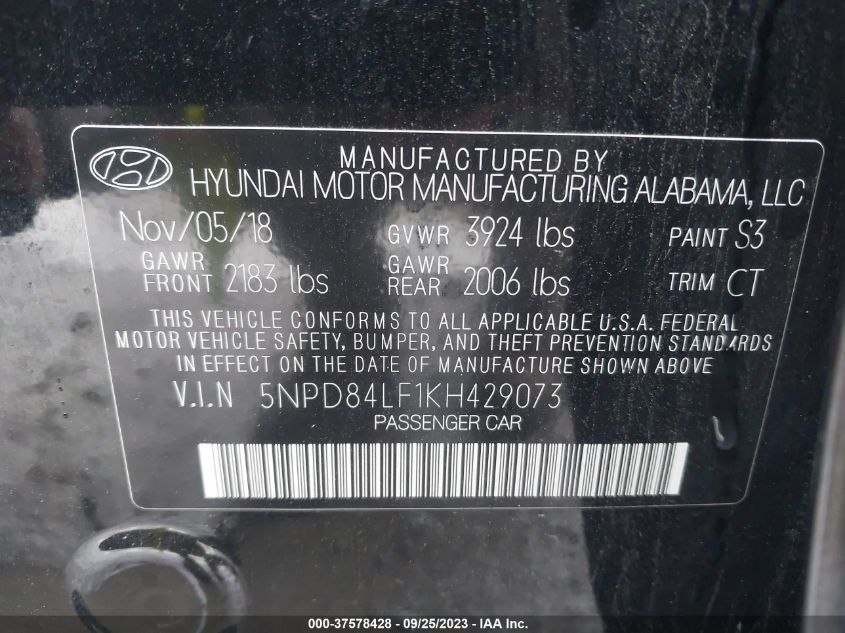 MANUFACTURED BY
HYUNDAI MOTOR MANUFACTURING ALABAMA, LLC
Nov/05/18 GVWR 3924 lbs PAINT S3
GAWR FRONT 2183 lbs GAWR REAR 2006 lbs TRIM CT
THIS VEHICLE CONFORMS TO ALL APPLICABLE U.S.A. FEDERAL
MOTOR VEHICLE SAFETY, BUMPER, AND THEFT PREVENTION STANDARDS
IN EFFECT ON THE DATE OF MANUFACTURE SHOWN ABOVE
V.I.N 5NPD84LF1KH429073
PASSENGER CAR
000-37578428 - 09/25/2023 - IAA Inc.